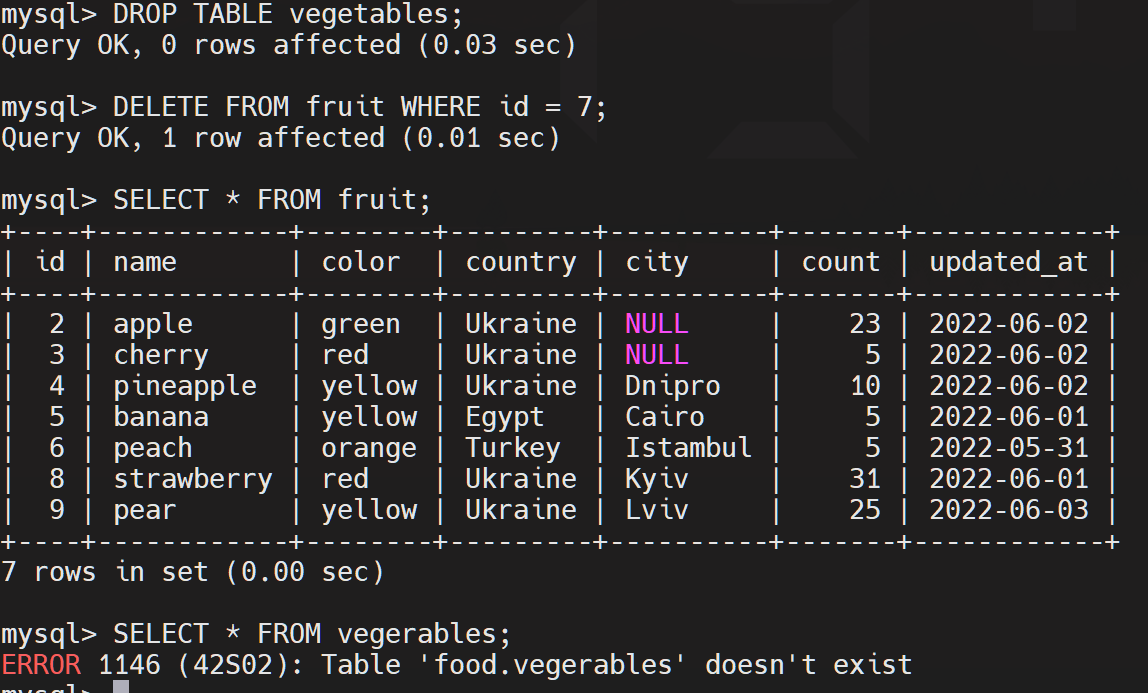 mysql> DROP TABLE vegetables;
Query OK, 0 rows affected (0.03 sec)

mysql> DELETE FROM fruit WHERE id = 7;
Query OK, 1 row affected (0.01 sec)

mysql> SELECT * FROM fruit;
+----+------------+--------+---------+----------+-------+------------+
| id | name       | color  | country | city     | count | updated_at |
+----+------------+--------+---------+----------+-------+------------+
|  2 | apple      | green  | Ukraine | NULL     |    23 | 2022-06-02 |
|  3 | cherry     | red    | Ukraine | NULL     |     5 | 2022-06-02 |
|  4 | pineapple  | yellow | Ukraine | Dnipro   |    10 | 2022-06-02 |
|  5 | banana     | yellow | Egypt   | Cairo    |     5 | 2022-06-01 |
|  6 | peach      | orange | Turkey  | Istambul |     5 | 2022-05-31 |
|  8 | strawberry | red    | Ukraine | Kyiv     |    31 | 2022-06-01 |
|  9 | pear       | yellow | Ukraine | Lviv     |    25 | 2022-06-03 |
+----+------------+--------+---------+----------+-------+------------+
7 rows in set (0.00 sec)

mysql> SELECT * FROM vegerables;
ERROR 1146 (42S02): Table 'food.vegerables' doesn't exist
mysql>